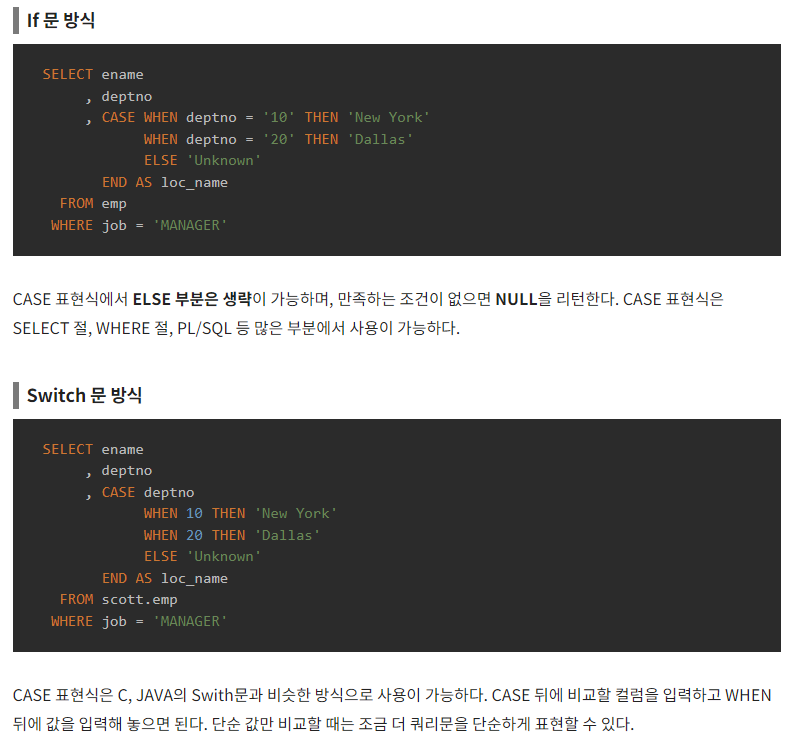 If 문 방식
SELECT ename
, deptno
, CASE WHEN deptno = '10' THEN 'New York'
WHEN deptno = '20' THEN 'Dallas'
ELSE 'Unknown'
END AS loc_name
FROM emp
WHERE job = 'MANAGER'
CASE 표현식에서 ELSE 부분은 생략이 가능하며, 만족하는 조건이 없으면 NULL을 리턴한다. CASE 표현식은
SELECT 절, WHERE 절, PL/SQL 등 많은 부분에서 사용이 가능하다.
Switch 문 방식
SELECT ename
, deptno
, CASE deptno
WHEN 10 THEN 'New York'
WHEN 20 THEN 'Dallas'
ELSE 'Unknown'
END AS loc_name
FROM scott.emp
WHERE job = 'MANAGER'
CASE 표현식은 C, JAVA의 Swith문과 비슷한 방식으로 사용이 가능하다. CASE 뒤에 비교할 컬럼을 입력하고 WHEN
뒤에 값을 입력해 놓으면 된다. 단순 값만 비교할 때는 조금 더 쿼리문을 단순하게 표현할 수 있다.